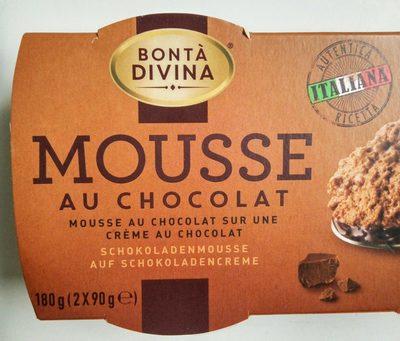 BONTÀ
DIVINA
®
AUTENTICA
ITALIANA
RICETTA
MOUSSE
AU CHOCOLAT
MOUSSE AU CHOCOLAT SUR UNE
CRÈME AU CHOCOLAT
SCHOKOLADENMOUSSE
AUF SCHOKOLADENCREME
180g (2X90g℮)